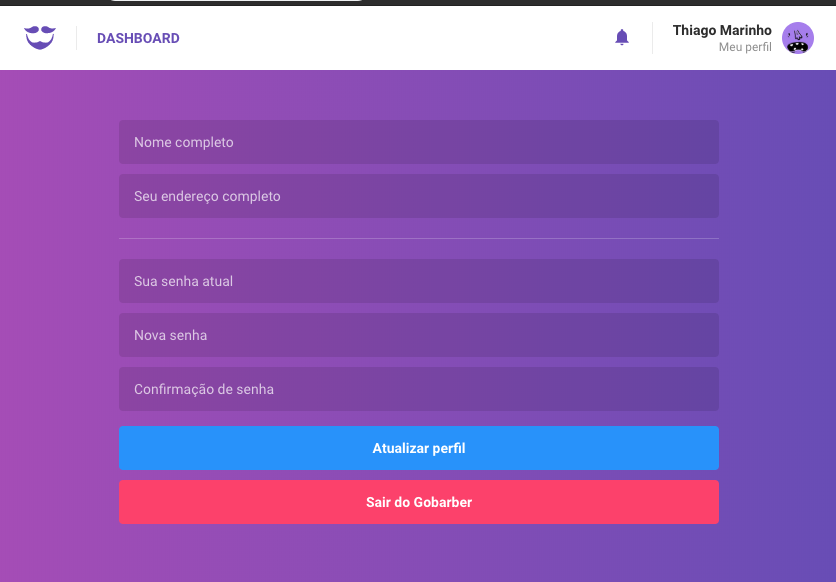 DASHBOARD
Thiago Marinho
Meu perfil
Nome completo
Seu endereço completo
Sua senha atual
Nova senha
Confirmação de senha
Atualizar perfil
Sair do Gobarber